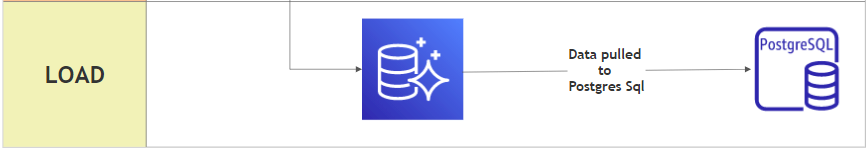 LOAD
Data pulled
to
Postgres Sql
PostgreSQL